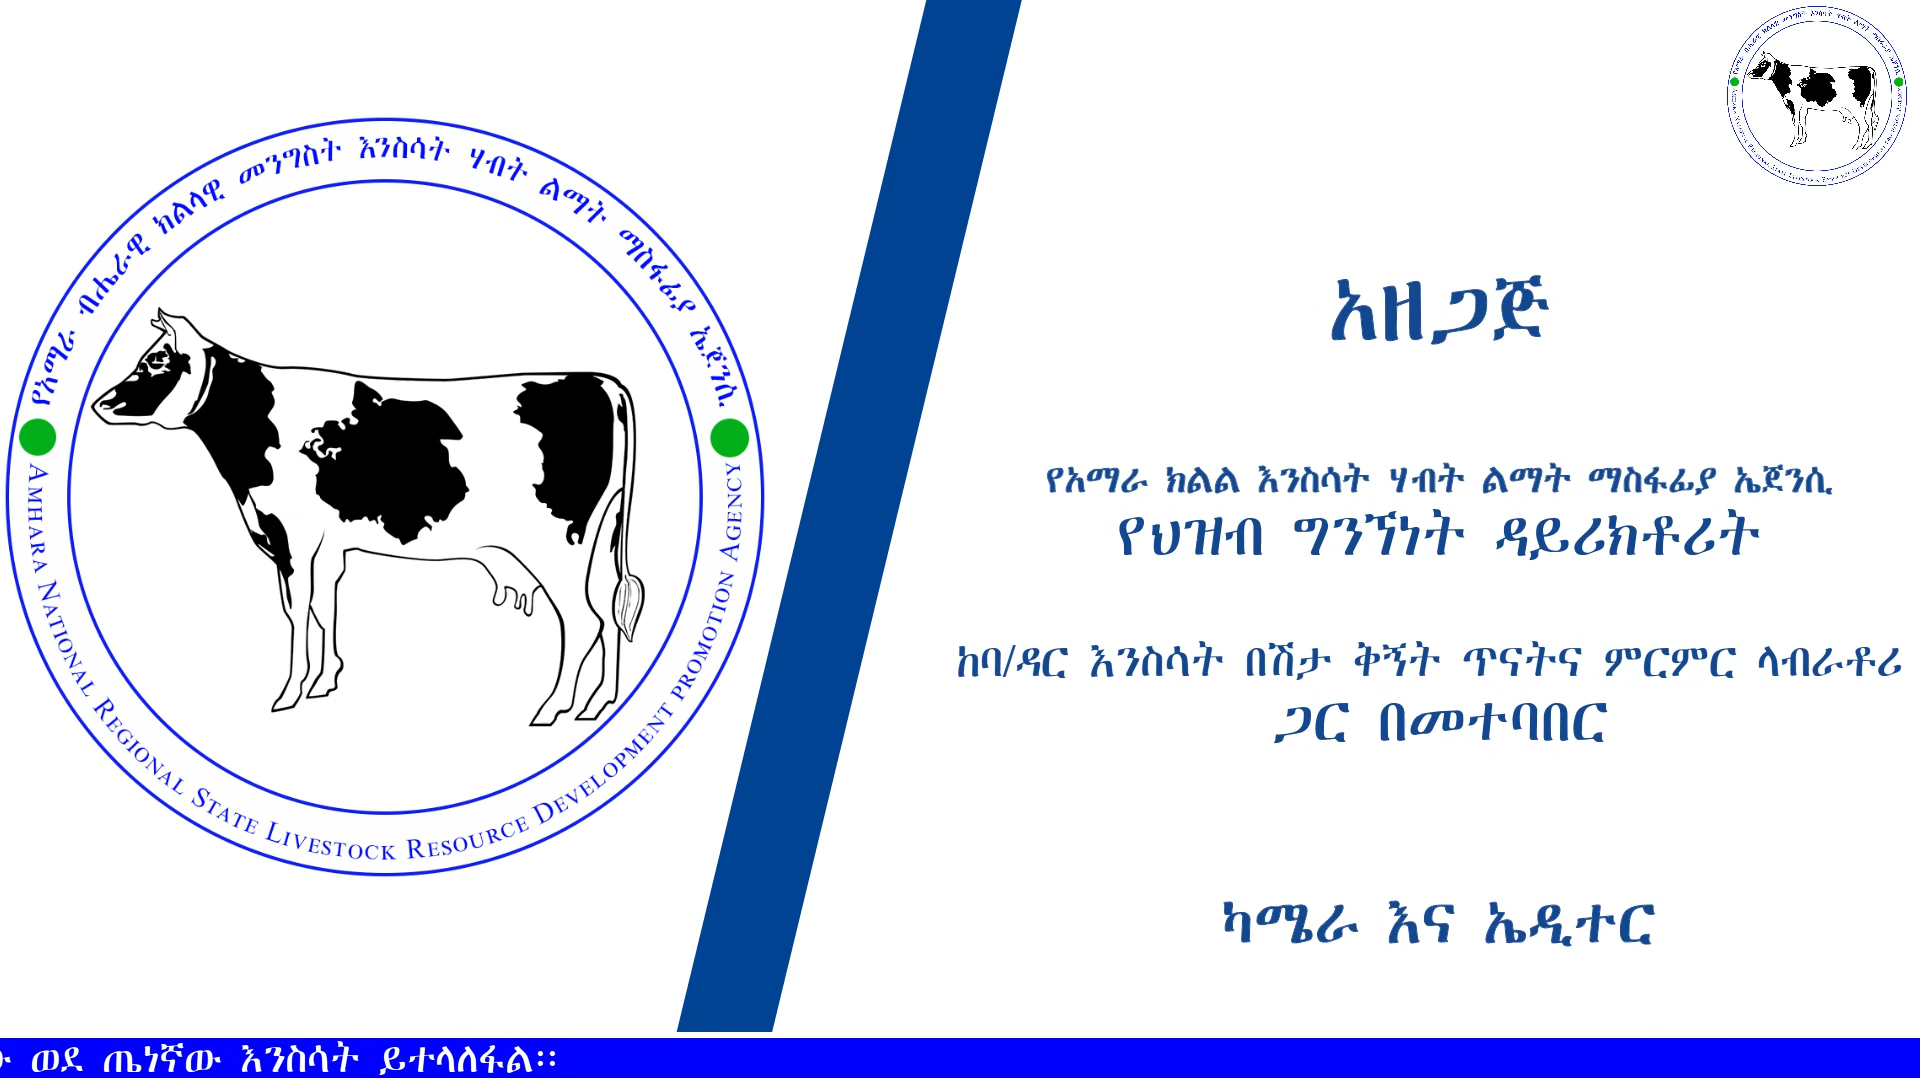 የአማራ ብሔራዊ ክልላዊ መንግስት እንስሳት ሃብት ልማት ማስፋፊያ ኤጀንሲ
AMHARA NATIONAL REGIONAL STATE LIVESTOCK RESOURCE DEVELOPMENT PROMOTION AGENCY
አዘጋጅ
የአማራ ክልል እንስሳት ሃብት ልማት ማስፋፊያ ኤጀንሲ
የህዝብ ግንኙነት ዳይሪክቶሪት
ከባ/ዳር እንስሳት በሽታ ቅኝት ጥናትና ምርምር ላብራቶሪ
ጋር በመተባበር
ካሜራ እና ኤዲተር
ወደ ጤነኛው እንስሳት ይተላለፋል፡፡